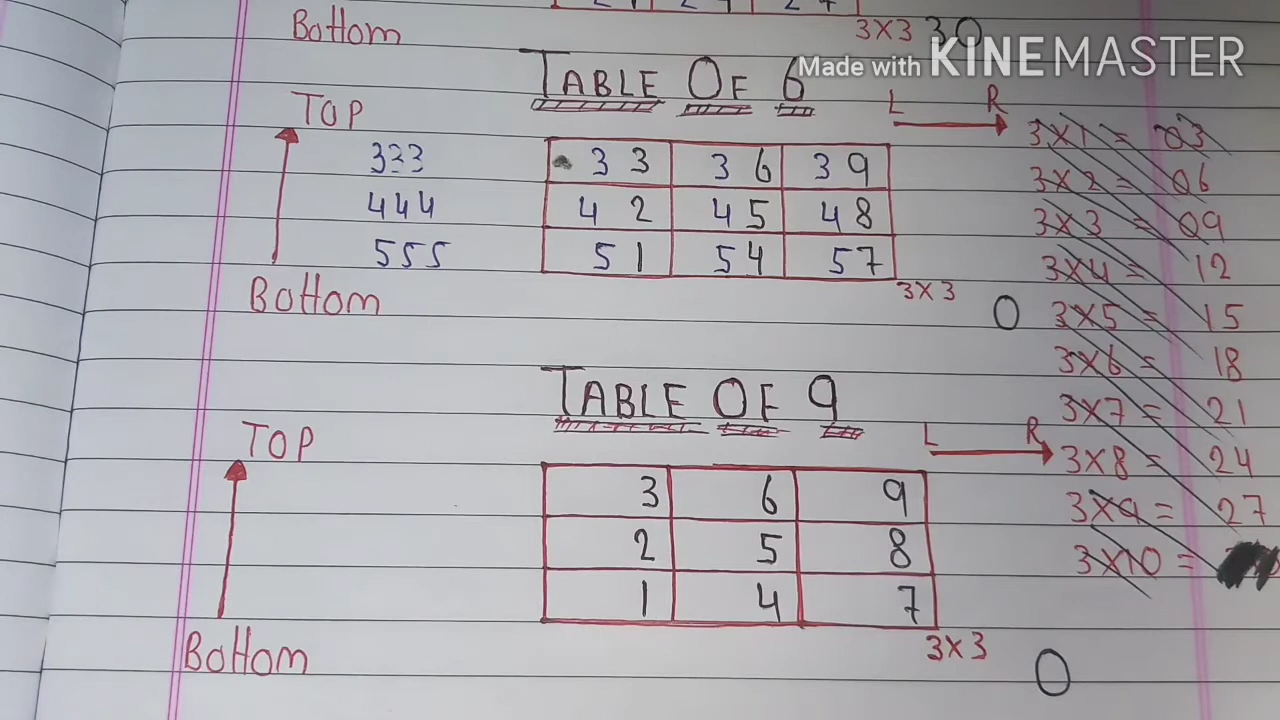 Bottom
3x3 30
Made with KINEMASTER
TABLE OF 6
TOP
L R
333 33 36 39
444 42 45 48
555 51 54 57
Bottom
3x3 0
3x1= 03
3x2= 06
3x3 = 09
3x4= 12
3x5 = 15
3x6 = 18
3x7= 21
3x8= 24
3x9= 27
3x10 =
TABLE OF 9
TOP
L R
3 6 9
2 5 8
1 4 7
Bottom
3x3 0